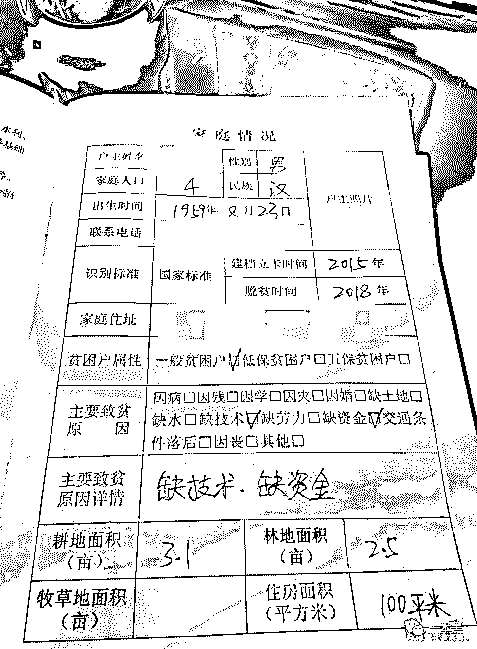 家庭情况
户主姓名 性别 男
家庭人口 4 民族 汉 户主照片
出生时间 1959年 8月23日
联系电话
识别标准 国家标准 建档立卡时间 2015年
脱贫时间 2018年
家庭住址
贫困户属性 一般贫困户☑低保贫困户□五保贫困户□
主要致贫原因 因病□因残□因学□因灾□因婚□缺土地□
缺水□缺技术☑缺劳力□缺资金☑交通条
件落后□因丧□其他□
主要致贫原因详情 缺技术、缺资金
耕地面积(亩) 3.1 林地面积(亩) 2.5
牧草地面积(亩) 住房面积(平方米) 100平米